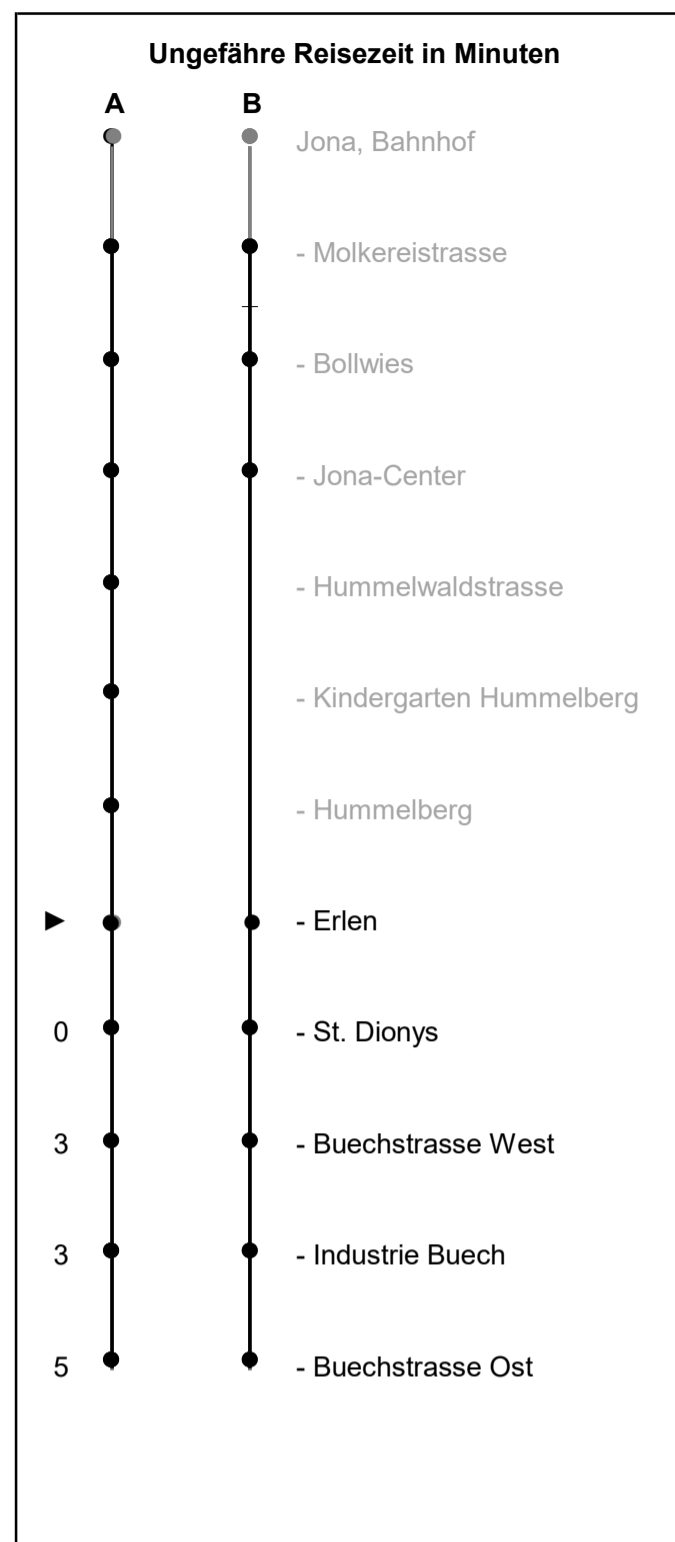 Ungefähre Reisezeit in Minuten
A B
Jona, Bahnhof
- Molkereistrasse
- Bollwies
- Jona-Center
- Hummelwaldstrasse
- Kindergarten Hummelberg
- Hummelberg
► - Erlen
0 - St. Dionys
3 - Buechstrasse West
3 - Industrie Buech
5 - Buechstrasse Ost